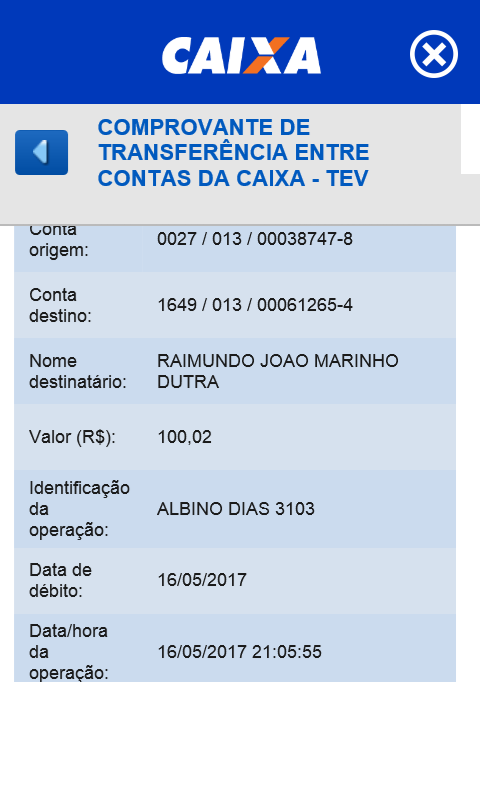 CAIXA
COMPROVANTE DE
TRANSFERÊNCIA ENTRE
CONTAS DA CAIXA - TEV
Conta
origem:
0027 / 013 / 00038747-8
Conta
destino:
1649 / 013 / 00061265-4
Nome
destinatário:
RAIMUNDO JOAO MARINHO
DUTRA
Valor (R$):
100,02
Identificação
da
operação:
ALBINO DIAS 3103
Data de
débito:
16/05/2017
Data/hora
da
operação:
16/05/2017 21:05:55